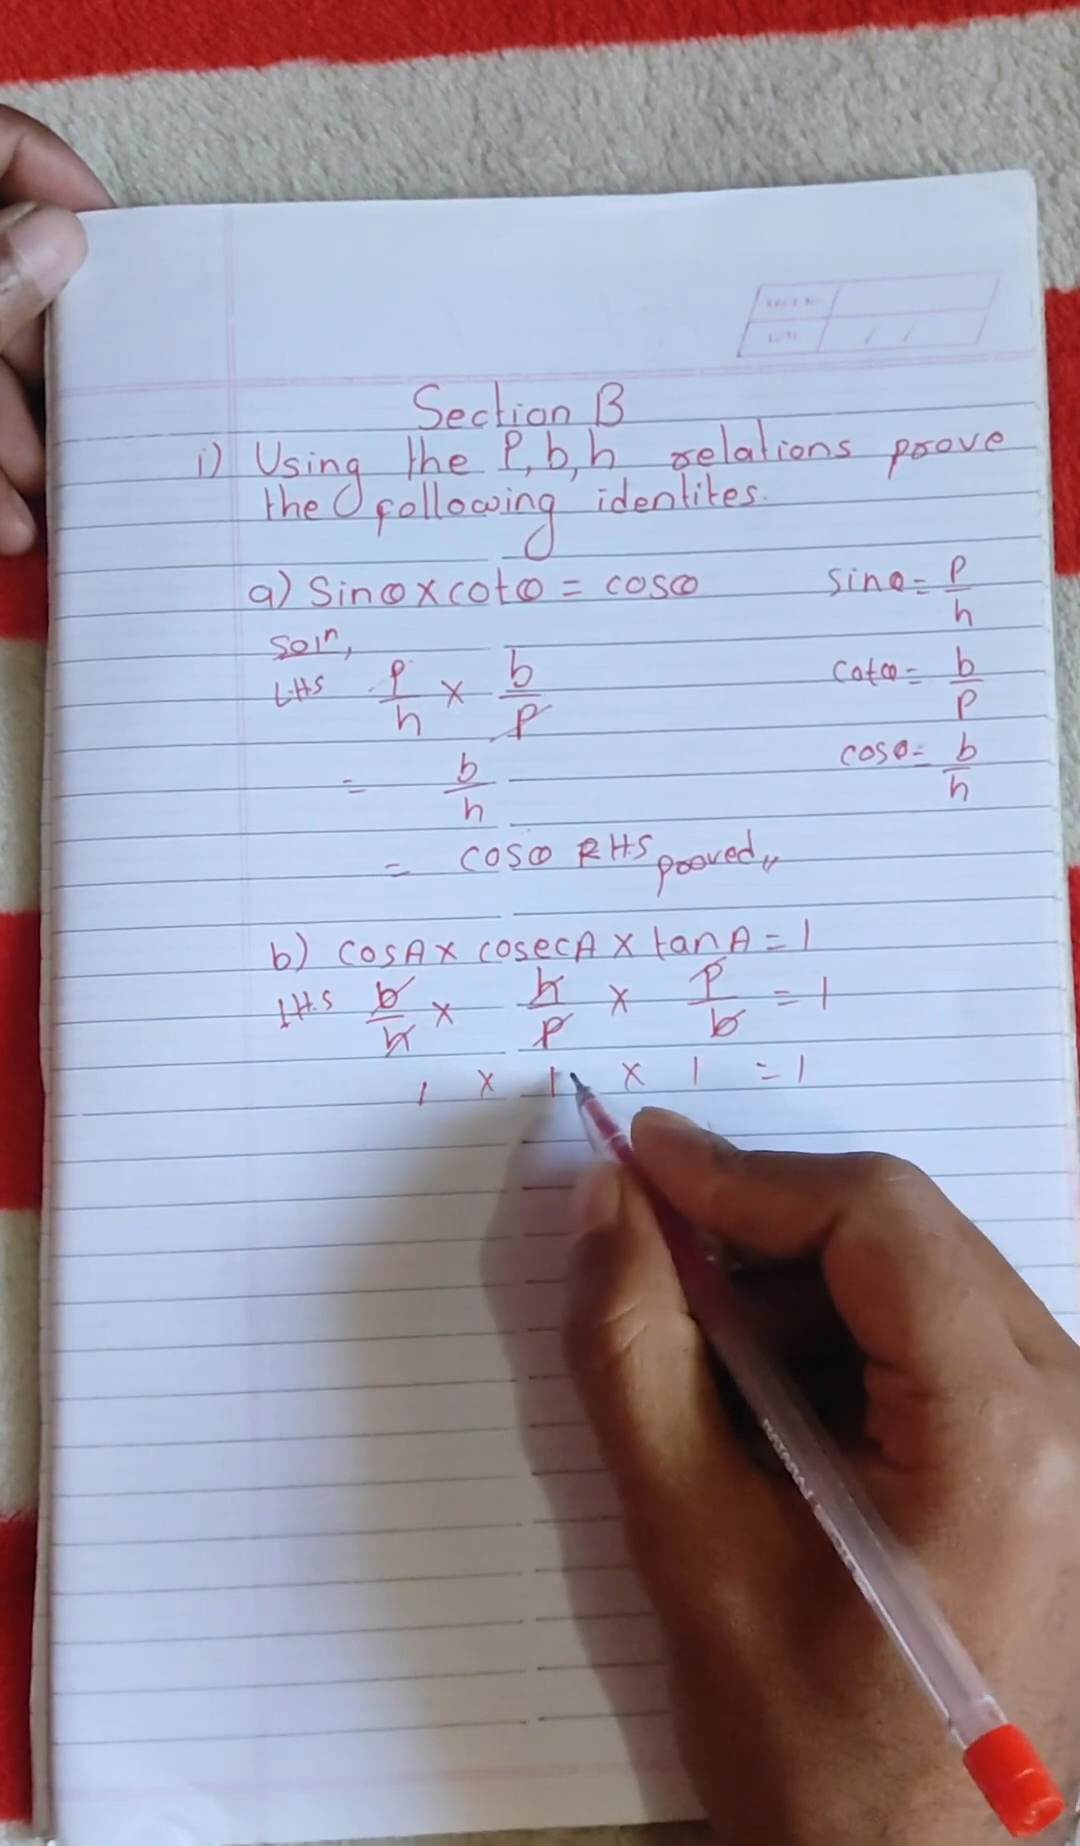 Section B
i) Using the P, b, h relations prove
the following identites.
a) Sinθ x cotθ = cosθ
sinθ = p/h
Solⁿ,
LHS p/h x b/p
cotθ = b/p
= b/h
cosθ = b/h
= cosθ RHS proved,,
b) cosA x cosecA x tanA = 1
LHS b/h x h/p x p/b = 1
1 x 1 x 1 = 1